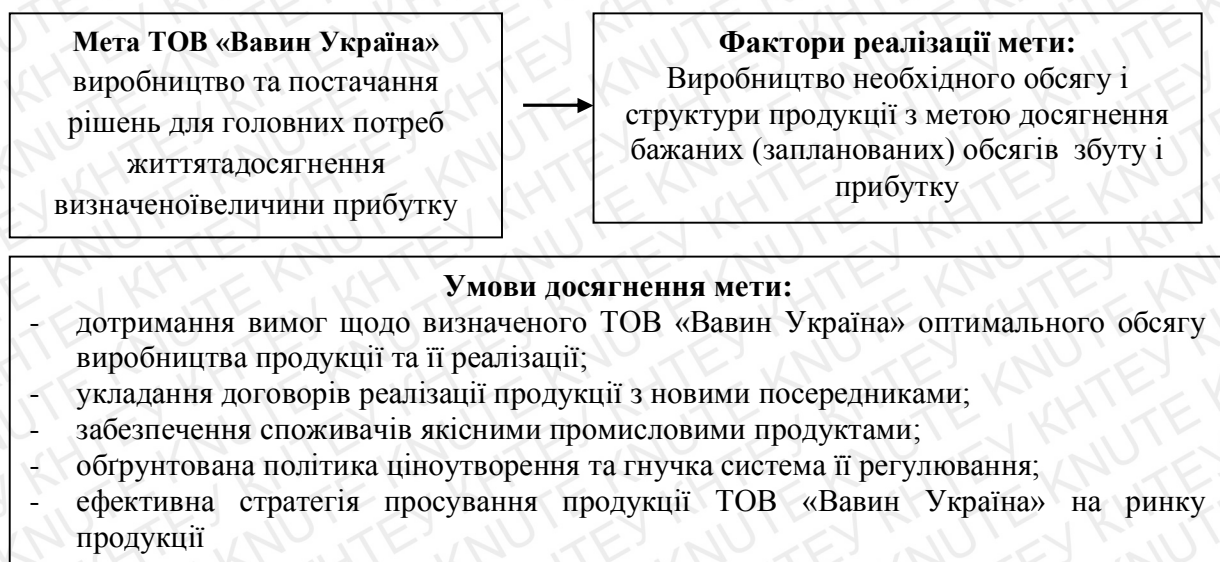 Мета ТОВ «Вавин Україна»
виробництво та постачання
рішень для головних потреб
життятадосягнення
визначеноївеличини прибутку
Фактори реалізації мети:
Виробництво необхідного обсягу і
структури продукції з метою досягнення
бажаних (запланованих) обсягів збуту і
прибутку
Умови досягнення мети:
- дотримання вимог щодо визначеного ТОВ «Вавин Україна» оптимального обсягу
виробництва продукції та її реалізації;
- укладання договорів реалізації продукції з новими посередниками;
- забезпечення споживачів якісними промисловими продуктами;
- обґрунтована політика ціноутворення та гнучка система її регулювання;
- ефективна стратегія просування продукції ТОВ «Вавин Україна» на ринку
продукції